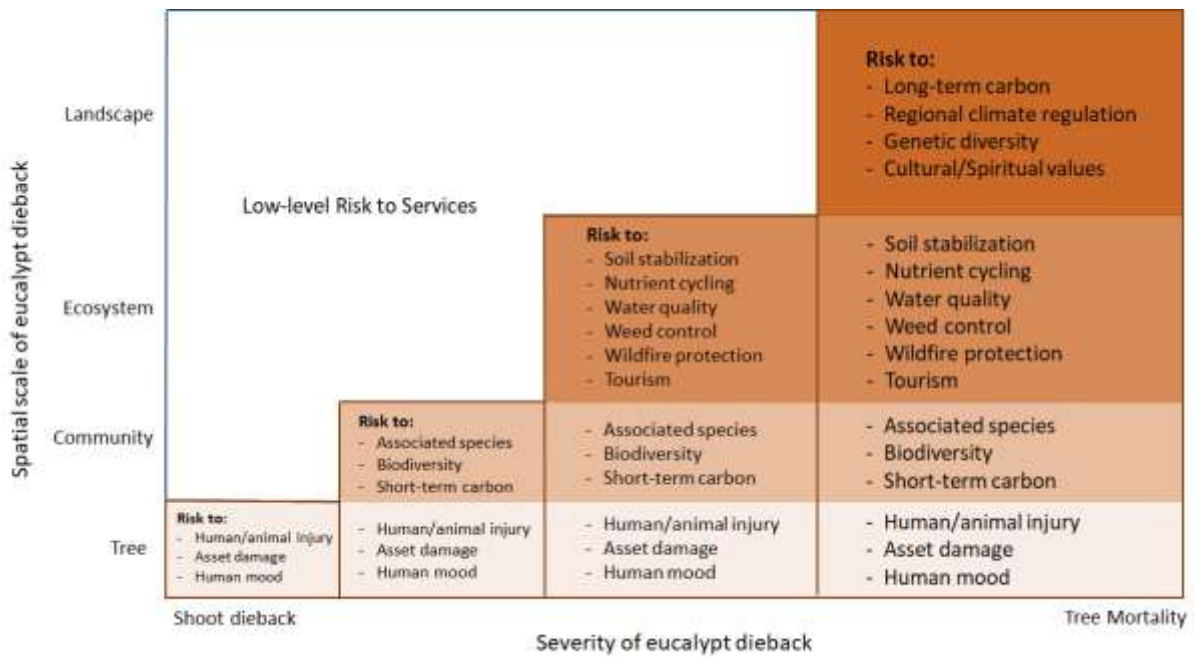 Spatial scale of eucalypt dieback
Landscape
Ecosystem
Community
Tree
Low-level Risk to Services
Risk to:
- Long-term carbon
- Regional climate regulation
- Genetic diversity
- Cultural/Spiritual values
Risk to:
- Soil stabilization
- Nutrient cycling
- Water quality
- Weed control
- Wildfire protection
- Tourism
- Soil stabilization
- Nutrient cycling
- Water quality
- Weed control
- Wildfire protection
- Tourism
Risk to:
- Associated species
- Biodiversity
- Short-term carbon
- Associated species
- Biodiversity
- Short-term carbon
- Associated species
- Biodiversity
- Short-term carbon
Risk to:
- Human/animal injury
- Asset damage
- Human mood
- Human/animal injury
- Asset damage
- Human mood
- Human/animal injury
- Asset damage
- Human mood
- Human/animal injury
- Asset damage
- Human mood
Shoot dieback
Tree Mortality
Severity of eucalypt dieback